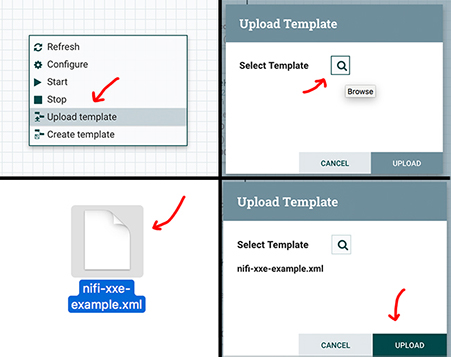 Refresh
Configure
Start
Stop
Upload template
Create template
Upload Template
Select Template
Browse
CANCEL UPLOAD
nifi-xxe-
example.xml
Upload Template
Select Template
nifi-xxe-example.xml
CANCEL UPLOAD